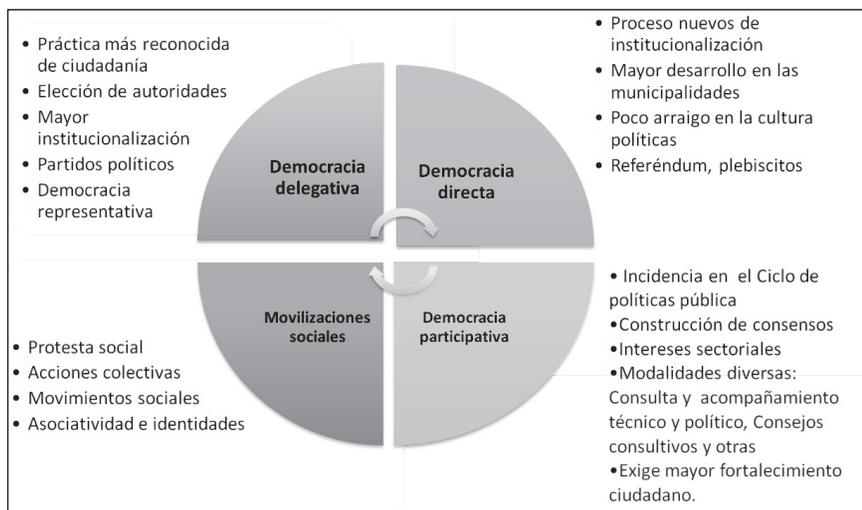 • Práctica más reconocida
de ciudadanía
• Elección de autoridades
• Mayor
institucionalización
• Partidos políticos
• Democracia
representativa
Democracia
delegativa
Democracia
directa
• Proceso nuevos de
institucionalización
• Mayor desarrollo en las
municipalidades
• Poco arraigo en la cultura
políticas
• Referéndum, plebiscitos
• Protesta social
• Acciones colectivas
• Movimientos sociales
• Asociatividad e identidades
Movilizaciones
sociales
Democracia
participativa
• Incidencia en el Ciclo de
políticas pública
•Construcción de consensos
•Intereses sectoriales
•Modalidades diversas:
Consulta y acompañamiento
técnico y político, Consejos
consultivos y otras
•Exige mayor fortalecimiento
ciudadano.